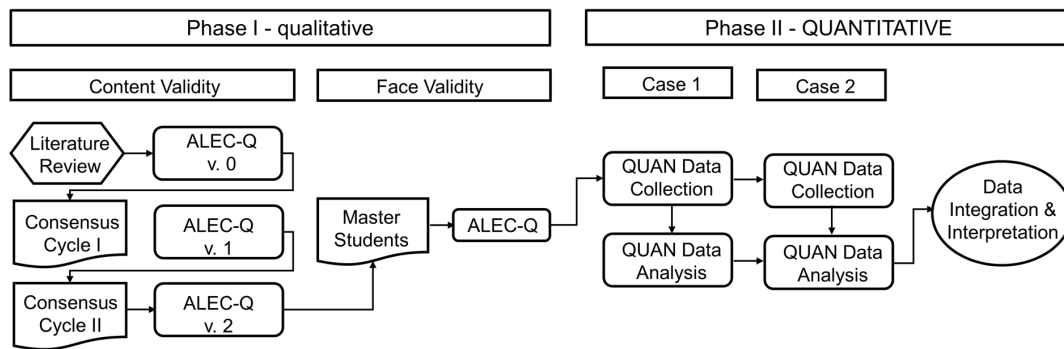 Phase I - qualitative
Phase II - QUANTITATIVE
Content Validity
Face Validity
Case 1
Case 2
Literature
Review
ALEC-Q
v. 0
Consensus
Cycle I
ALEC-Q
v. 1
Consensus
Cycle II
ALEC-Q
v. 2
Master
Students
ALEC-Q
QUAN Data
Collection
QUAN Data
Analysis
QUAN Data
Collection
QUAN Data
Analysis
Data
Integration &
Interpretation